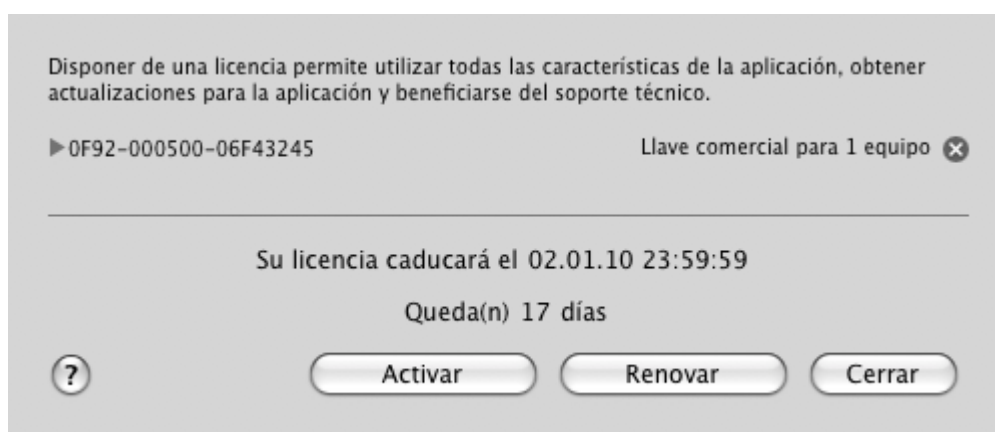 Disponer de una licencia permite utilizar todas las características de la aplicación, obtener
actualizaciones para la aplicación y beneficiarse del soporte técnico.
0F92-000500-06F43245 Llave comercial para 1 equipo
Su licencia caducará el 02.01.10 23:59:59
Queda(n) 17 días
? Activar Renovar Cerrar